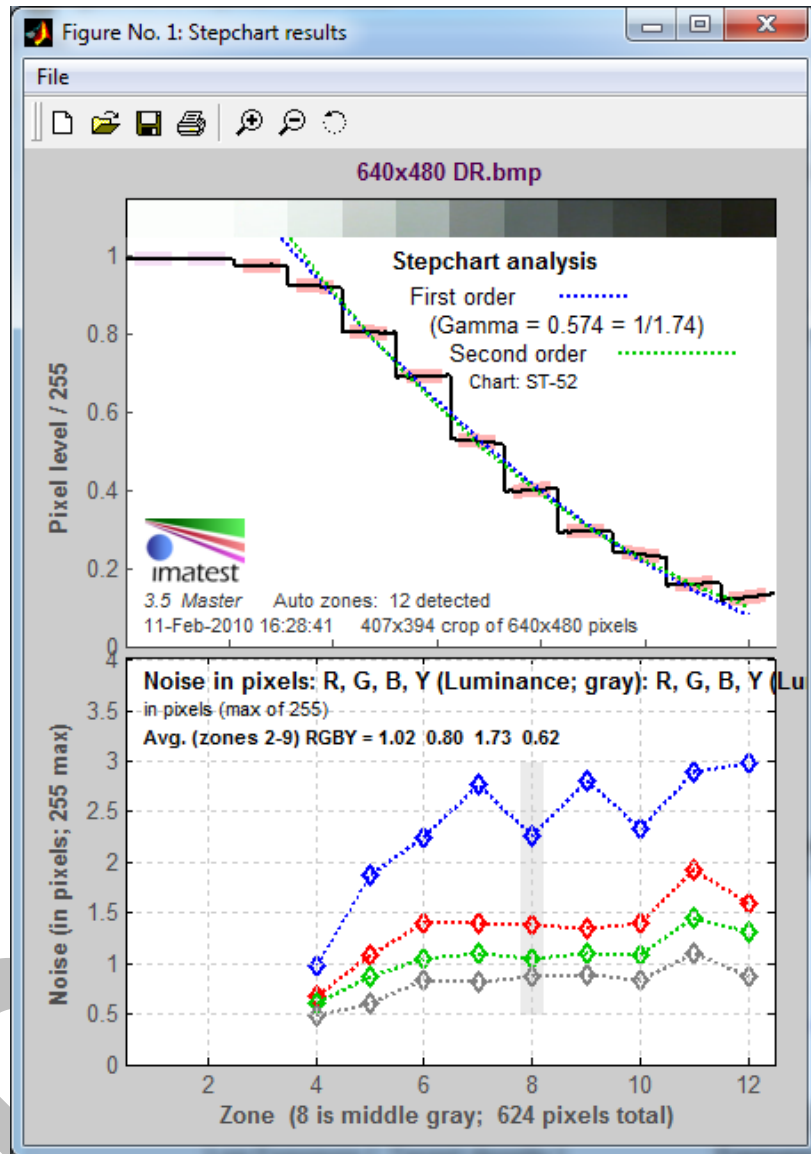 Figure No. 1: Stepchart results
File
640x480 DR.bmp
1
0.8
0.6
0.4
0.2
0
Pixel level / 255
Stepchart analysis
First order
(Gamma = 0.574 = 1/1.74)
Second order
Chart: ST-52
imatest
3.5 Master Auto zones: 12 detected
11-Feb-2010 16:28:41 407x394 crop of 640x480 pixels
4
3.5
3
2.5
2
1.5
1
0.5
0
Noise (in pixels; 255 max)
Noise in pixels: R, G, B, Y (Luminance; gray): R, G, B, Y (Lu
in pixels (max of 255)
Avg. (zones 2-9) RGBY = 1.02 0.80 1.73 0.62
2 4 6 8 10 12
Zone (8 is middle gray; 624 pixels total)